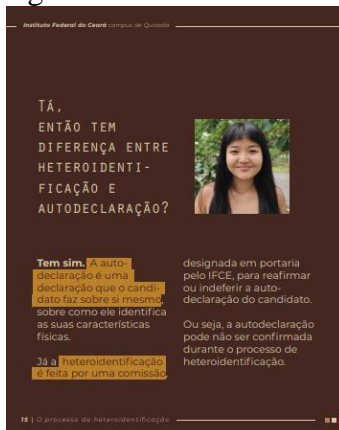 Instituto Federal do Ceará campus de Quixadá
TÁ,
ENTÃO TEM
DIFERENÇA ENTRE
HETEROIDENTI-
FICAÇÃO E
AUTODECLARAÇÃO?
Tem sim. A auto-
declaração é uma
declaração que o candi-
dato faz sobre si mesmo,
sobre como ele identifica
as suas características
físicas.
Já a heteroidentificação
é feita por uma comissão
designada em portaria
pelo IFCE, para reafirmar
ou indeferir a auto-
declaração do candidato.
Ou seja, a autodeclaração
pode não ser confirmada
durante o processo de
heteroidentificação.
15 | O processo de heteroidentificação